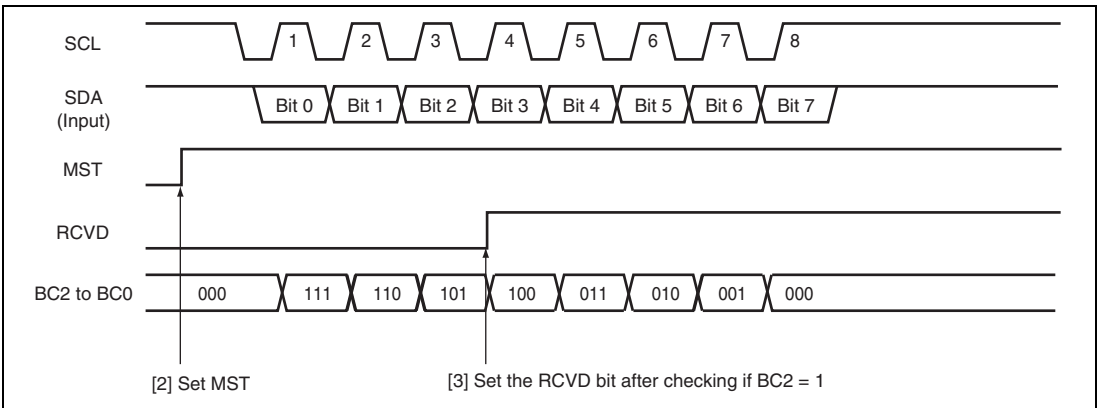 SCL 1 2 3 4 5 6 7 8
SDA
(Input)
Bit 0 Bit 1 Bit 2 Bit 3 Bit 4 Bit 5 Bit 6 Bit 7
MST
RCVD
BC2 to BC0 000 111 110 101 100 011 010 001 000
[2] Set MST [3] Set the RCVD bit after checking if BC2 = 1